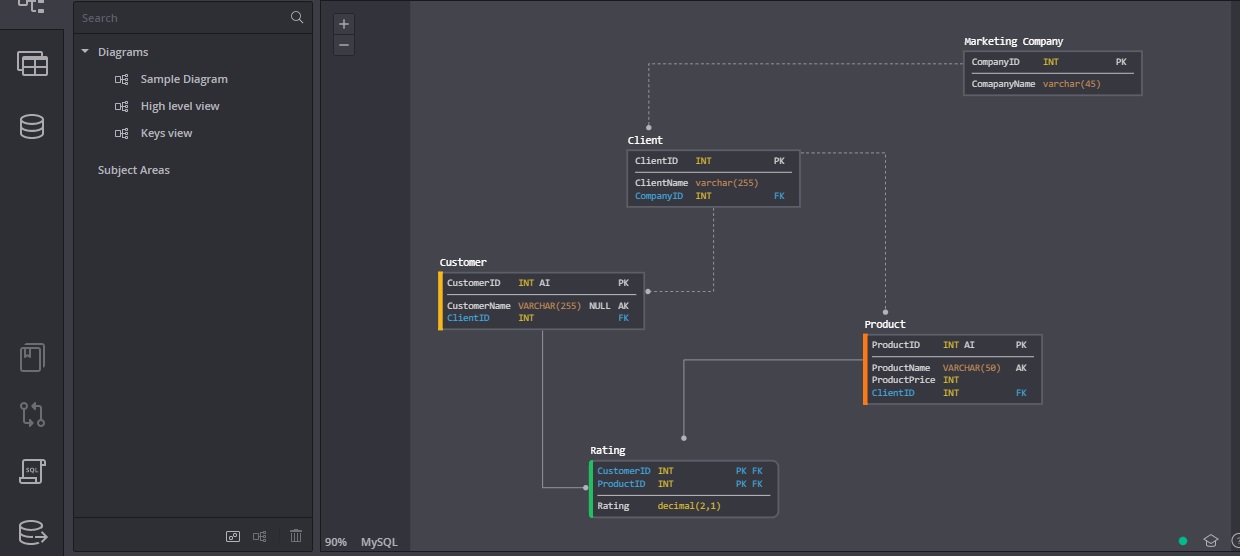 Search
Diagrams
Sample Diagram
High level view
Keys view
Subject Areas
Marketing Company
CompanyID INT PK
ComapanyName varchar(45)
Client
ClientID INT PK
ClientName varchar(255)
CompanyID INT FK
Customer
CustomerID INT AI PK
CustomerName VARCHAR(255) NULL AK
ClientID INT FK
Product
ProductID INT AI PK
ProductName VARCHAR(50) AK
ProductPrice INT
ClientID INT FK
Rating
CustomerID INT PK FK
ProductID INT PK FK
Rating decimal(2,1)
SQL
90% MySQL